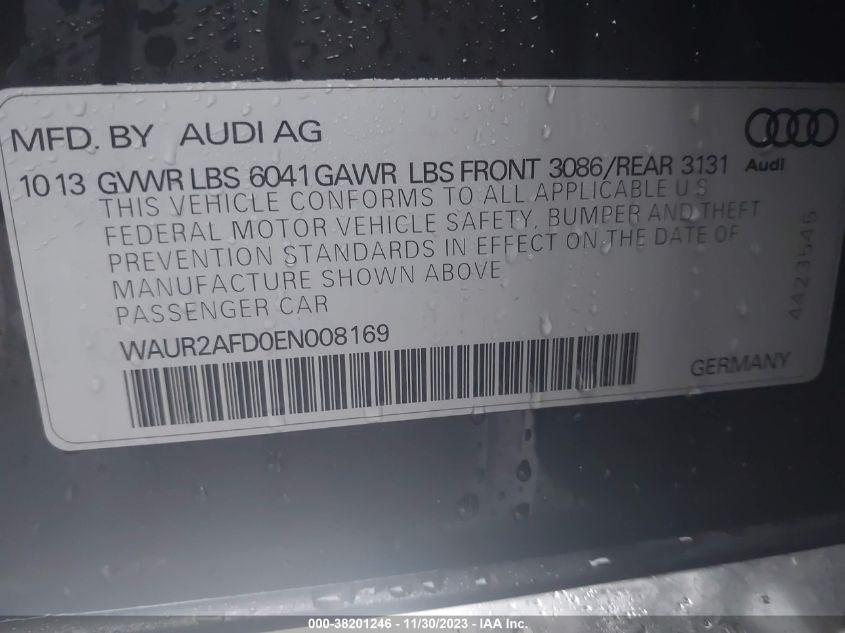 MFD. BY AUDI AG
Audi
10 13 GVWR LBS 6041 GAWR LBS FRONT 3086/REAR 3131
THIS VEHICLE CONFORMS TO ALL APPLICABLE U S
FEDERAL MOTOR VEHICLE SAFETY, BUMPER AND THEFT
PREVENTION STANDARDS IN EFFECT ON THE DATE OF
MANUFACTURE SHOWN ABOVE
PASSENGER CAR
4423545
WAUR2AFD0EN008169
GERMANY
000-38201246 - 11/30/2023 - IAA Inc.